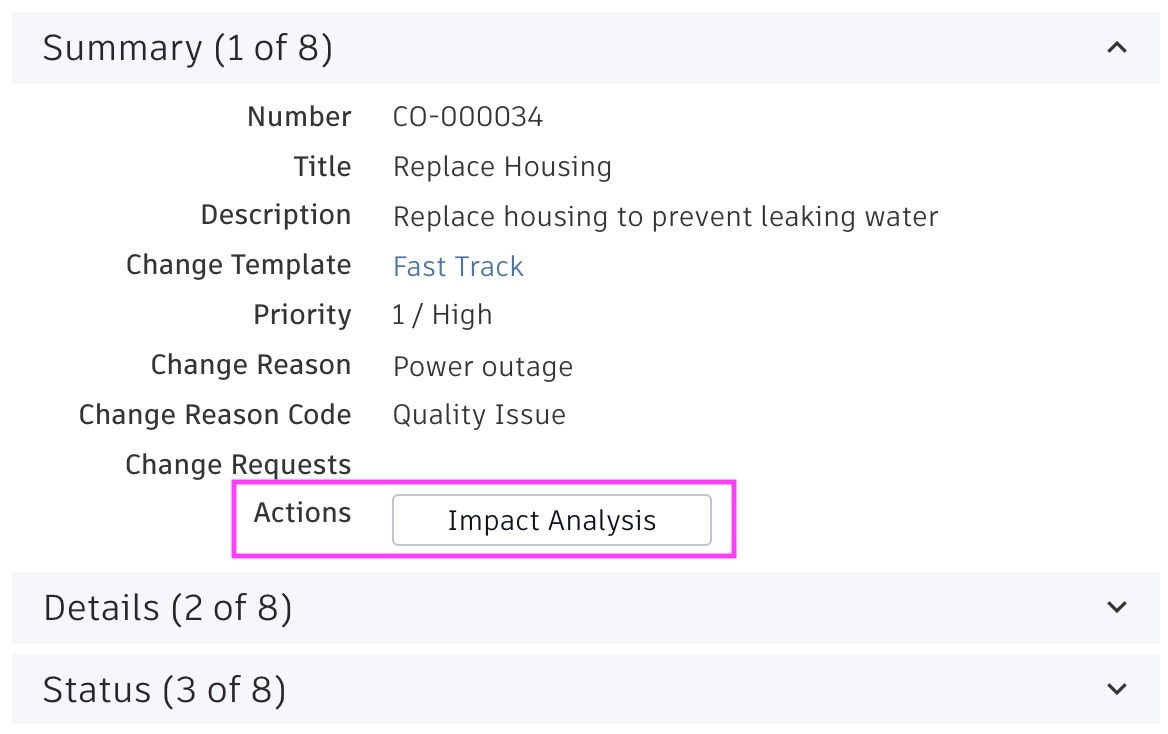 Summary (1 of 8)
Number CO-000034
Title Replace Housing
Description Replace housing to prevent leaking water
Change Template Fast Track
Priority 1 / High
Change Reason Power outage
Change Reason Code Quality Issue
Change Requests
Actions Impact Analysis
Details (2 of 8)
Status (3 of 8)